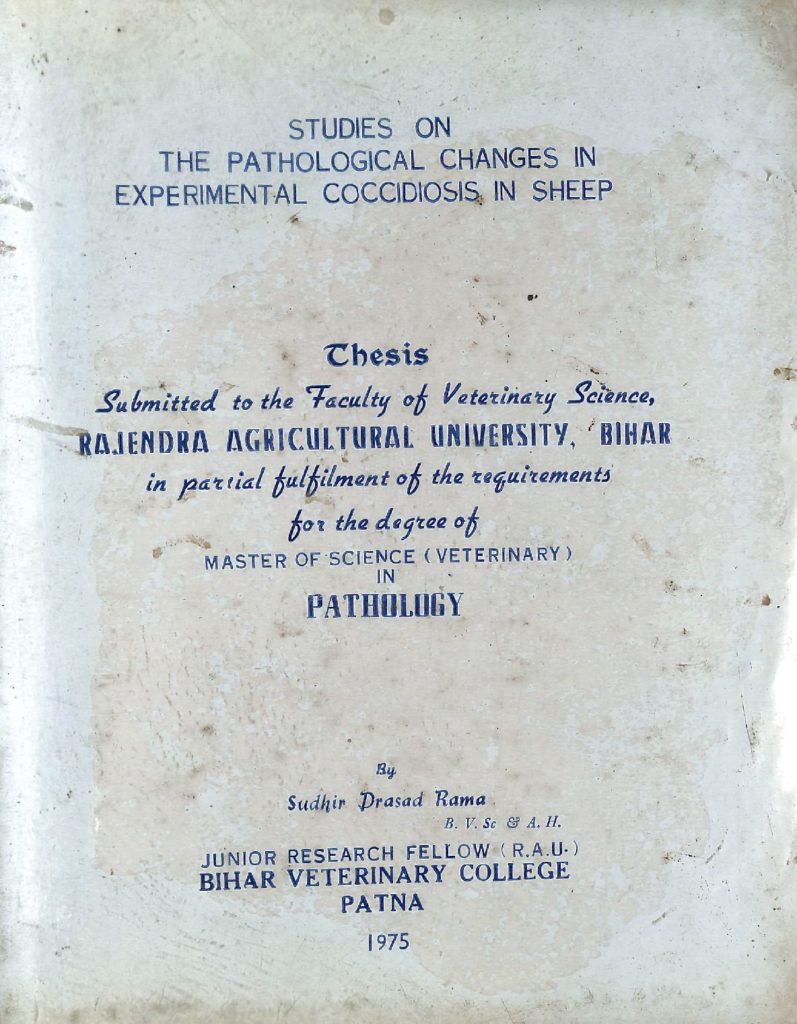 STUDIES ON
THE PATHOLOGICAL CHANGES IN
EXPERIMENTAL COCCIDIOSIS IN SHEEP
Thesis
Submitted to the Faculty of Veterinary Science,
RAJENDRA AGRICULTURAL UNIVERSITY, BIHAR
in partial fulfilment of the requirements
for the degree of
MASTER OF SCIENCE (VETERINARY)
IN
PATHOLOGY
By
Sudhir Prasad Rama
B. V. Sc & A. H.
JUNIOR RESEARCH FELLOW (R.A.U.)
BIHAR VETERINARY COLLEGE
PATNA
1975